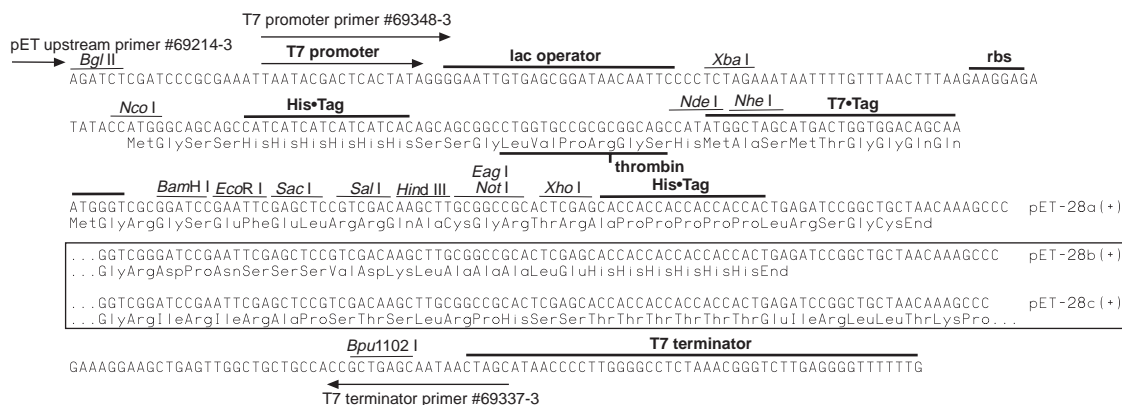 T7 promoter primer #69348-3
pET upstream primer #69214-3
Bgl II
T7 promoter
lac operator
Xba I
rbs
AGATCTCGATCCCGCGAAATTAATACGACTCACTATAGGGGAATTGTGAGCGGATAACAATTCCCCTCTAGAAATAATTTTGTTTAACTTTAAGAAGGAGA
Nco I
His•Tag
Nde I
Nhe I
T7•Tag
TATACCATGGGCAGCAGCCATCATCATCATCATCACAGCAGCGGCCTGGTGCCGCGCGGCAGCCATATGGCTAGCATGACTGGTGGACAGCAA
MetGlySerSerHisHisHisHisHisHisSerSerGlyLeuValProArgGlySerHisMetAlaSerMetThrGlyGlyGlnGln
thrombin
BamH I
EcoR I
Sac I
Sal I
Hind III
Eag I
Not I
Xho I
His•Tag
ATGGGTCGCGGATCCGAATTCGAGCTCCGTCGACAAGCTTGCGGCCGCACTCGAGCACCACCACCACCACCACTGAGATCCGGCTGCTAACAAAGCCC pET-28a(+)
MetGlyArgGlySerGluPheGluLeuArgArgGlnAlaCysGlyArgThrArgAlaProProProProProLeuArgSerGlyCysEnd
...GGTCGGGATCCGAATTCGAGCTCCGTCGACAAGCTTGCGGCCGCACTCGAGCACCACCACCACCACCACTGAGATCCGGCTGCTAACAAAGCCC pET-28b(+)
...GlyArgAspProAsnSerSerSerValAspLysLeuAlaAlaAlaLeuGluHisHisHisHisHisHisEnd
...GGTCGGATCCGAATTCGAGCTCCGTCGACAAGCTTGCGGCCGCACTCGAGCACCACCACCACCACCACTGAGATCCGGCTGCTAACAAAGCCC pET-28c(+)
...GlyArgIleArgIleArgAlaProSerThrSerLeuArgProHisSerSerThrThrThrThrThrThrGluIleArgLeuLeuThrLysPro...
Bpu1102 I
T7 terminator
GAAAGGAAGCTGAGTTGGCTGCTGCCACCGCTGAGCAATAACTAGCATAACCCCTTGGGGCCTCTAAACGGGTCTTGAGGGGTTTTTTG
T7 terminator primer #69337-3